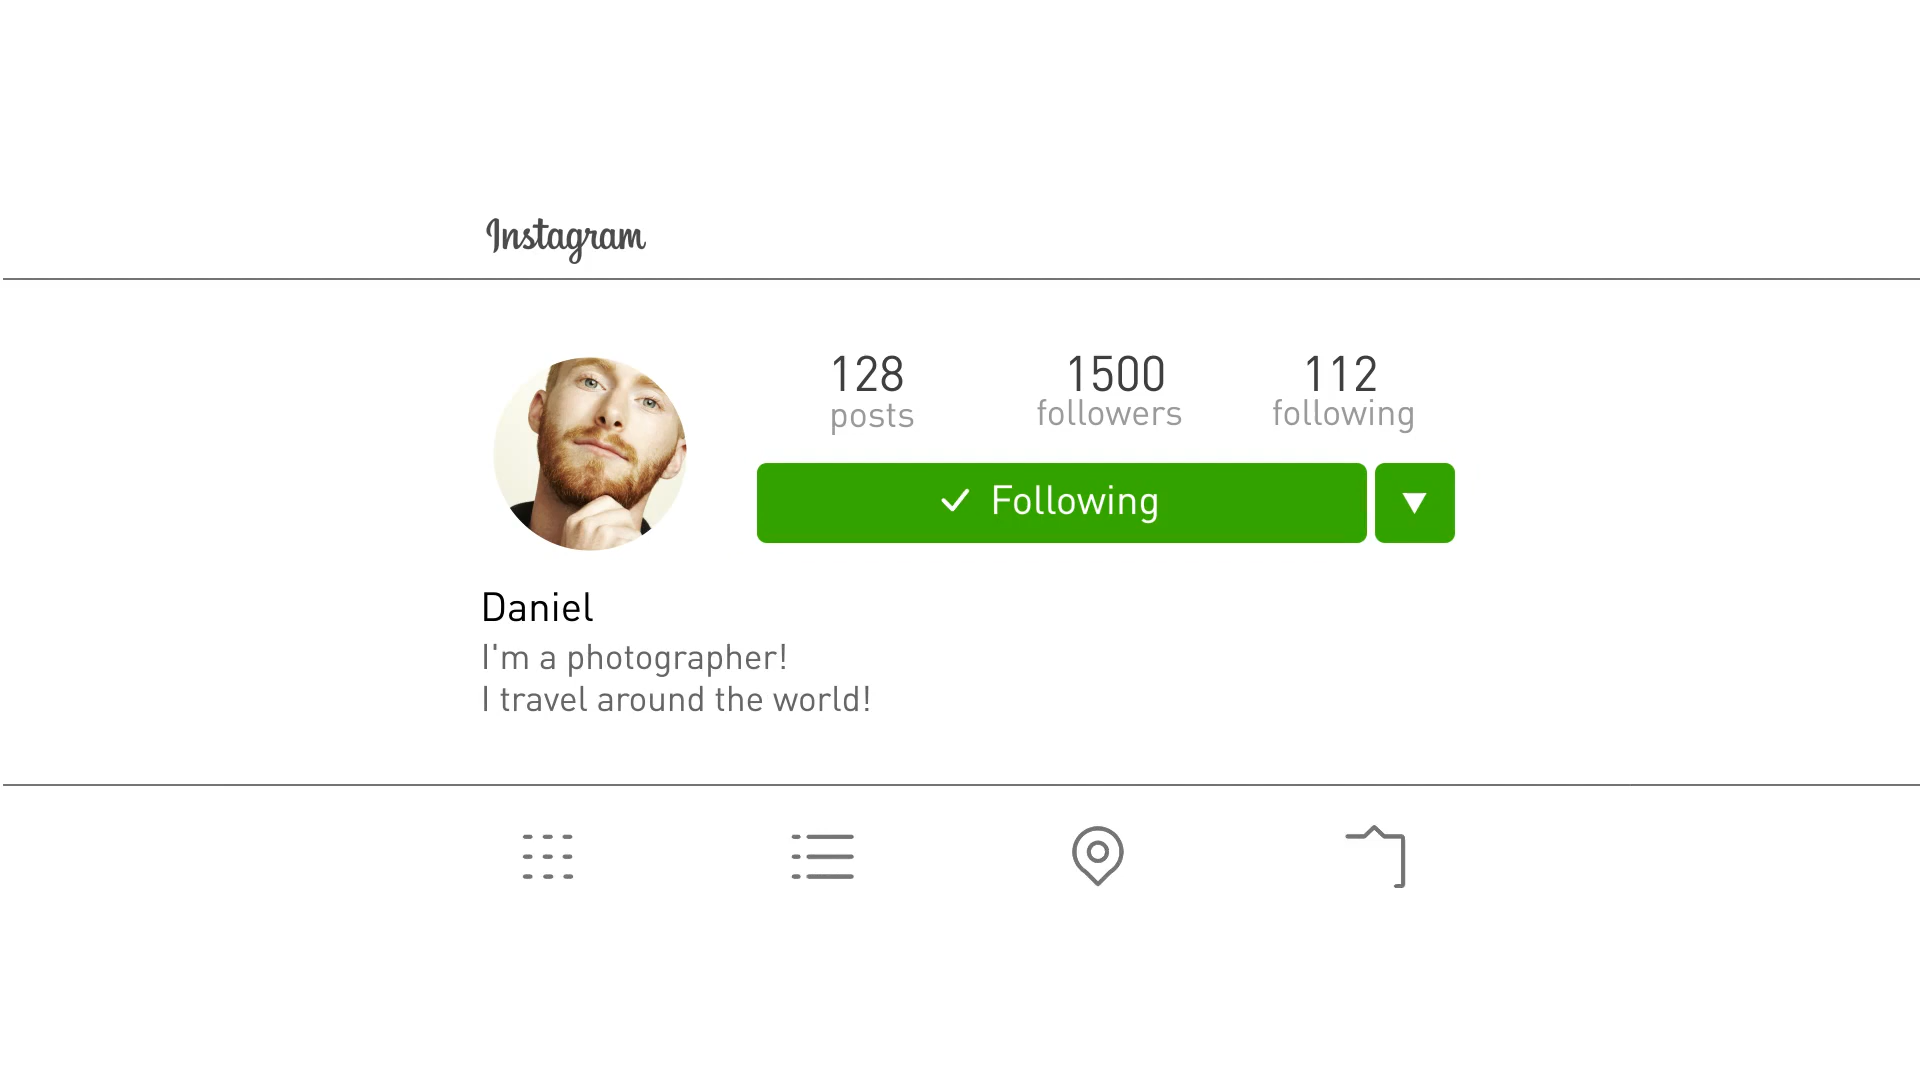 Instagram
128 1500 112
posts followers following
Following
Daniel
I'm a photographer!
I travel around the world!